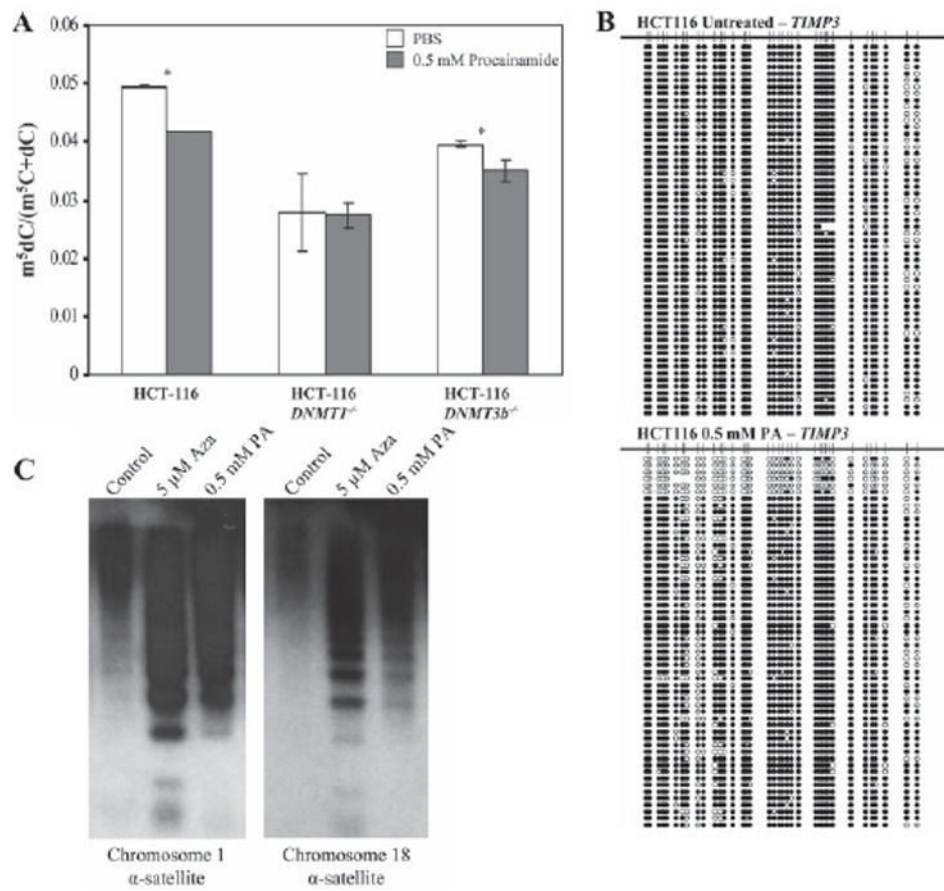 A
0.06
0.05
0.04
0.03
0.02
0.01
0
m⁵dC/(m⁵C+dC)
PBS
0.5 mM Procainamide
*
*
HCT-116
HCT-116
DNMT1-/-
HCT-116
DNMT3b-/-
B
HCT116 Untreated – TIMP3
HCT116 0.5 mM PA – TIMP3
C
Control
5 µM Aza
0.5 mM PA
Control
5 µM Aza
0.5 mM PA
Chromosome 1
α-satellite
Chromosome 18
α-satellite